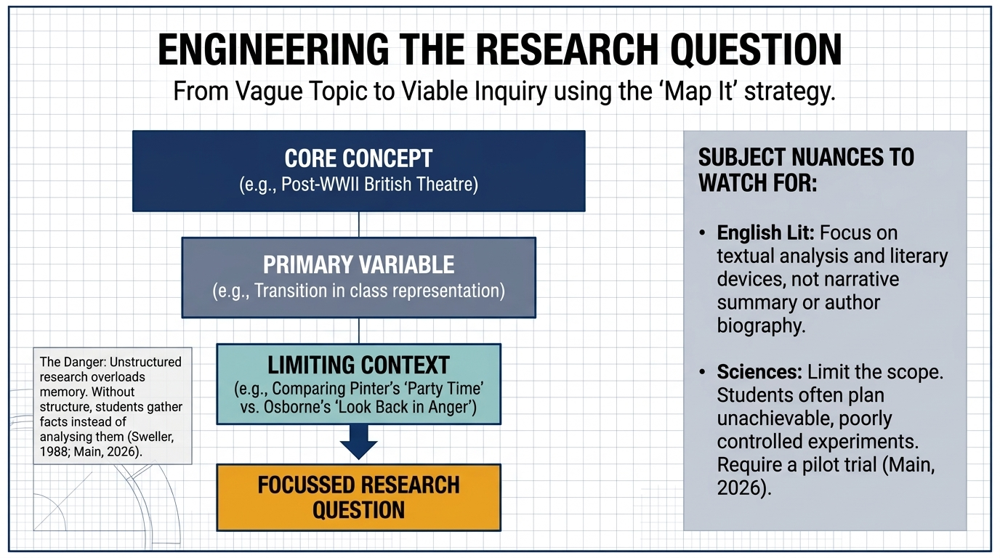 ENGINEERING THE RESEARCH QUESTION
From Vague Topic to Viable Inquiry using the ‘Map It’ strategy.
CORE CONCEPT
(e.g., Post-WWII British Theatre)
PRIMARY VARIABLE
(e.g., Transition in class representation)
LIMITING CONTEXT
(e.g., Comparing Pinter’s ‘Party Time’
vs. Osborne’s ‘Look Back in Anger’)
FOCUSSED RESEARCH
QUESTION
The Danger: Unstructured
research overloads
memory. Without
structure, students gather
facts instead of
analysing them (Sweller,
1988; Main, 2026).
SUBJECT NUANCES TO
WATCH FOR:
• English Lit: Focus on
textual analysis and literary
devices, not narrative
summary or author
biography.
• Sciences: Limit the scope.
Students often plan
unachievable, poorly
controlled experiments.
Require a pilot trial (Main,
2026).